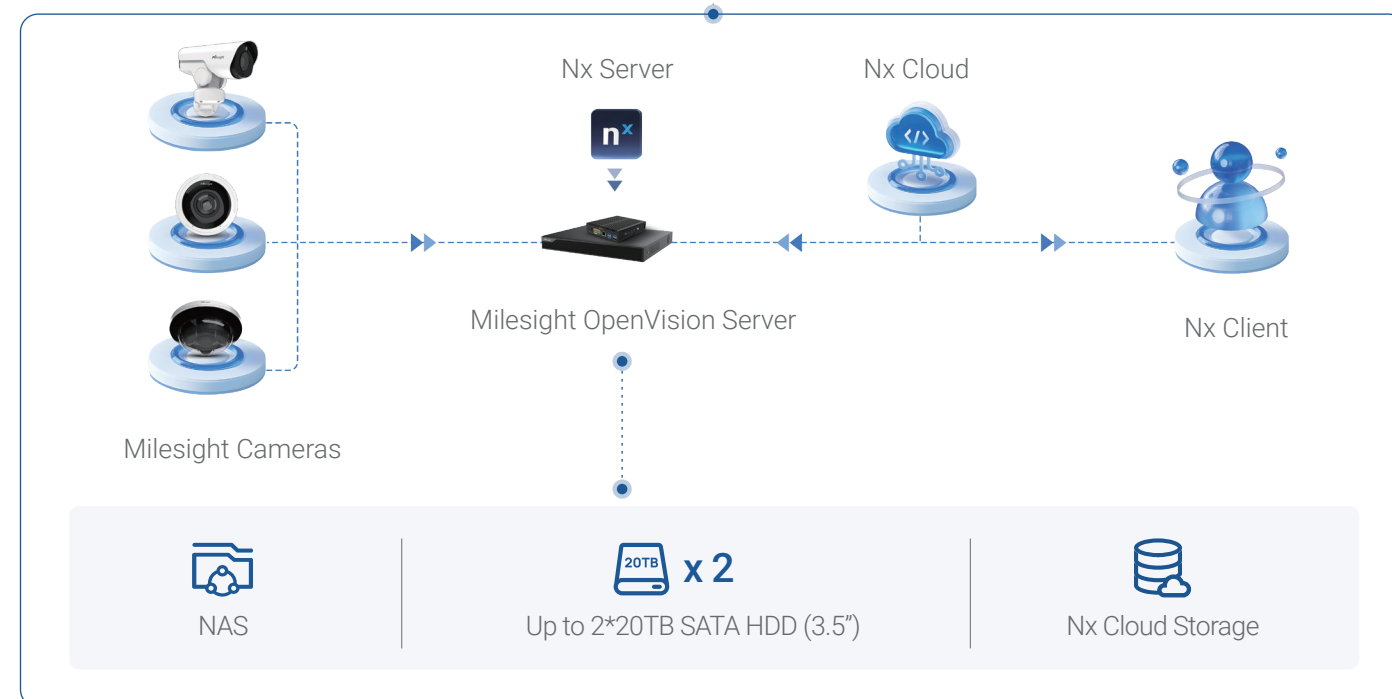 Nx Server
Nx Cloud
nx
</>
Milesight OpenVision Server
Nx Client
Milesight Cameras
20TB
x 2
NAS
Up to 2*20TB SATA HDD (3.5”)
Nx Cloud Storage